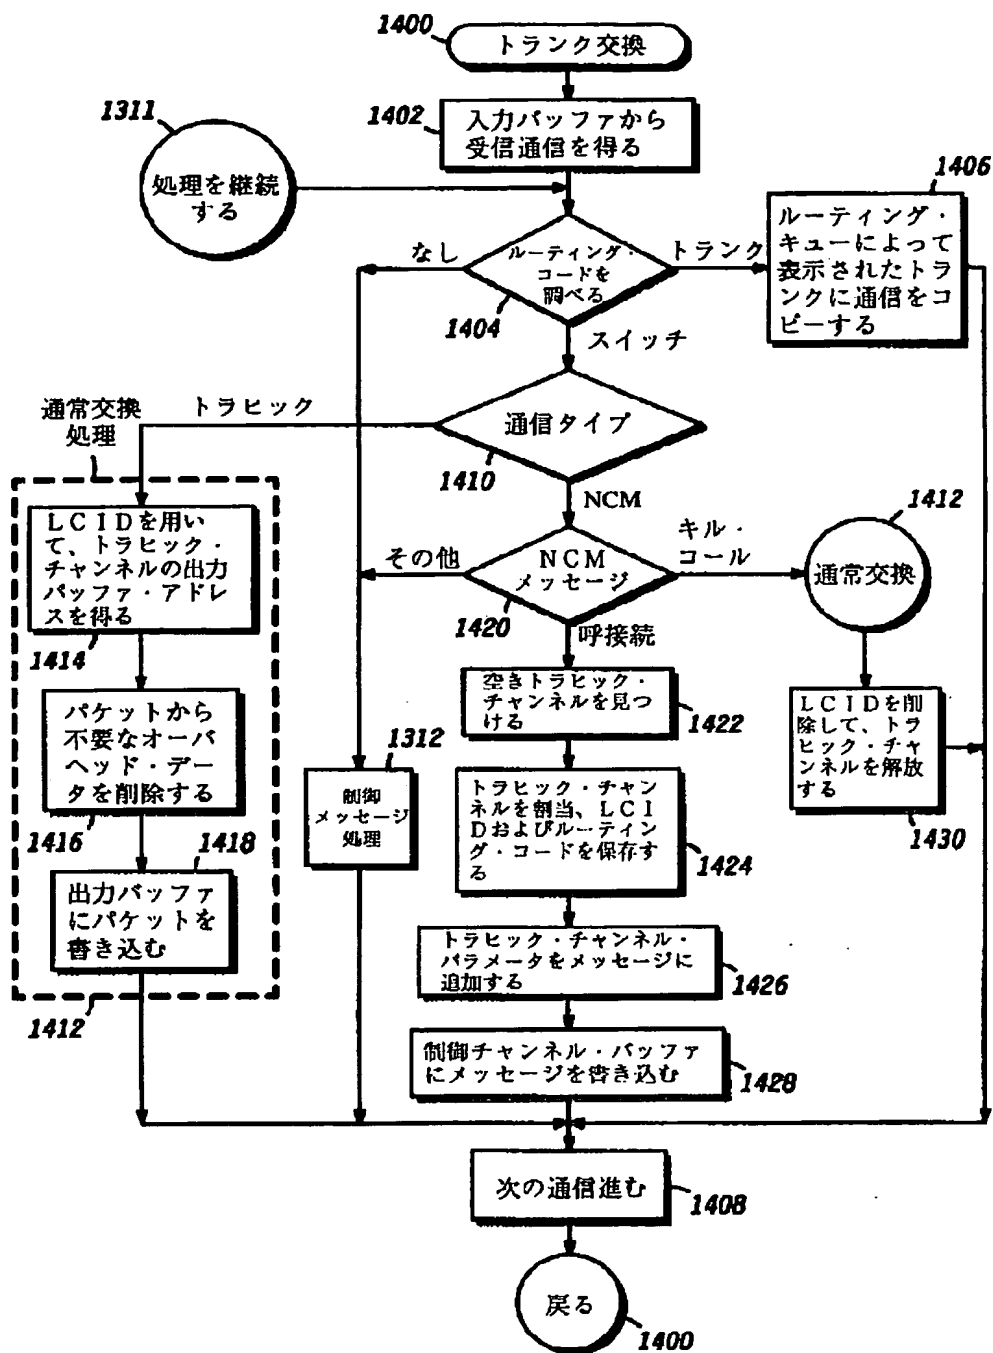 1400
トランク交換
1402
入力バッファから
受信通信を得る
1311
処理を継続
する
1406
ルーティング・
キューによって
表示されたトラ
ンクに通信をコ
ピーする
なし
ルーティング・
コードを
調べる
トランク
1404
スイッチ
通常交換
処理
トラヒック
通信タイプ
1410
NCM
LCIDを用い
て、トラヒック・
チャンネルの出力
バッファ・アドレ
スを得る
1414
その他
NCM
メッセージ
キル・
コール
1412
通常交換
1420
呼接続
パケットから
不要なオーバ
ヘッド・デー
タを削除する
1416
空きトラヒック・
チャンネルを見つ
ける
1422
LCIDを削
除して、トラ
ヒック・チャ
ンネルを解放
する
1430
1312
制御
メッセージ
処理
トラヒック・チャン
ネルを割当、LCI
Dおよびルーティン
グ・コードを保存す
る
1424
1418
出力バッファ
にパケットを
書き込む
1412
トラヒック・チャンネル・
パラメータをメッセージに
追加する
1426
制御チャンネル・バッファ
にメッセージを書き込む
1428
次の通信進む
1408
戻る
1400